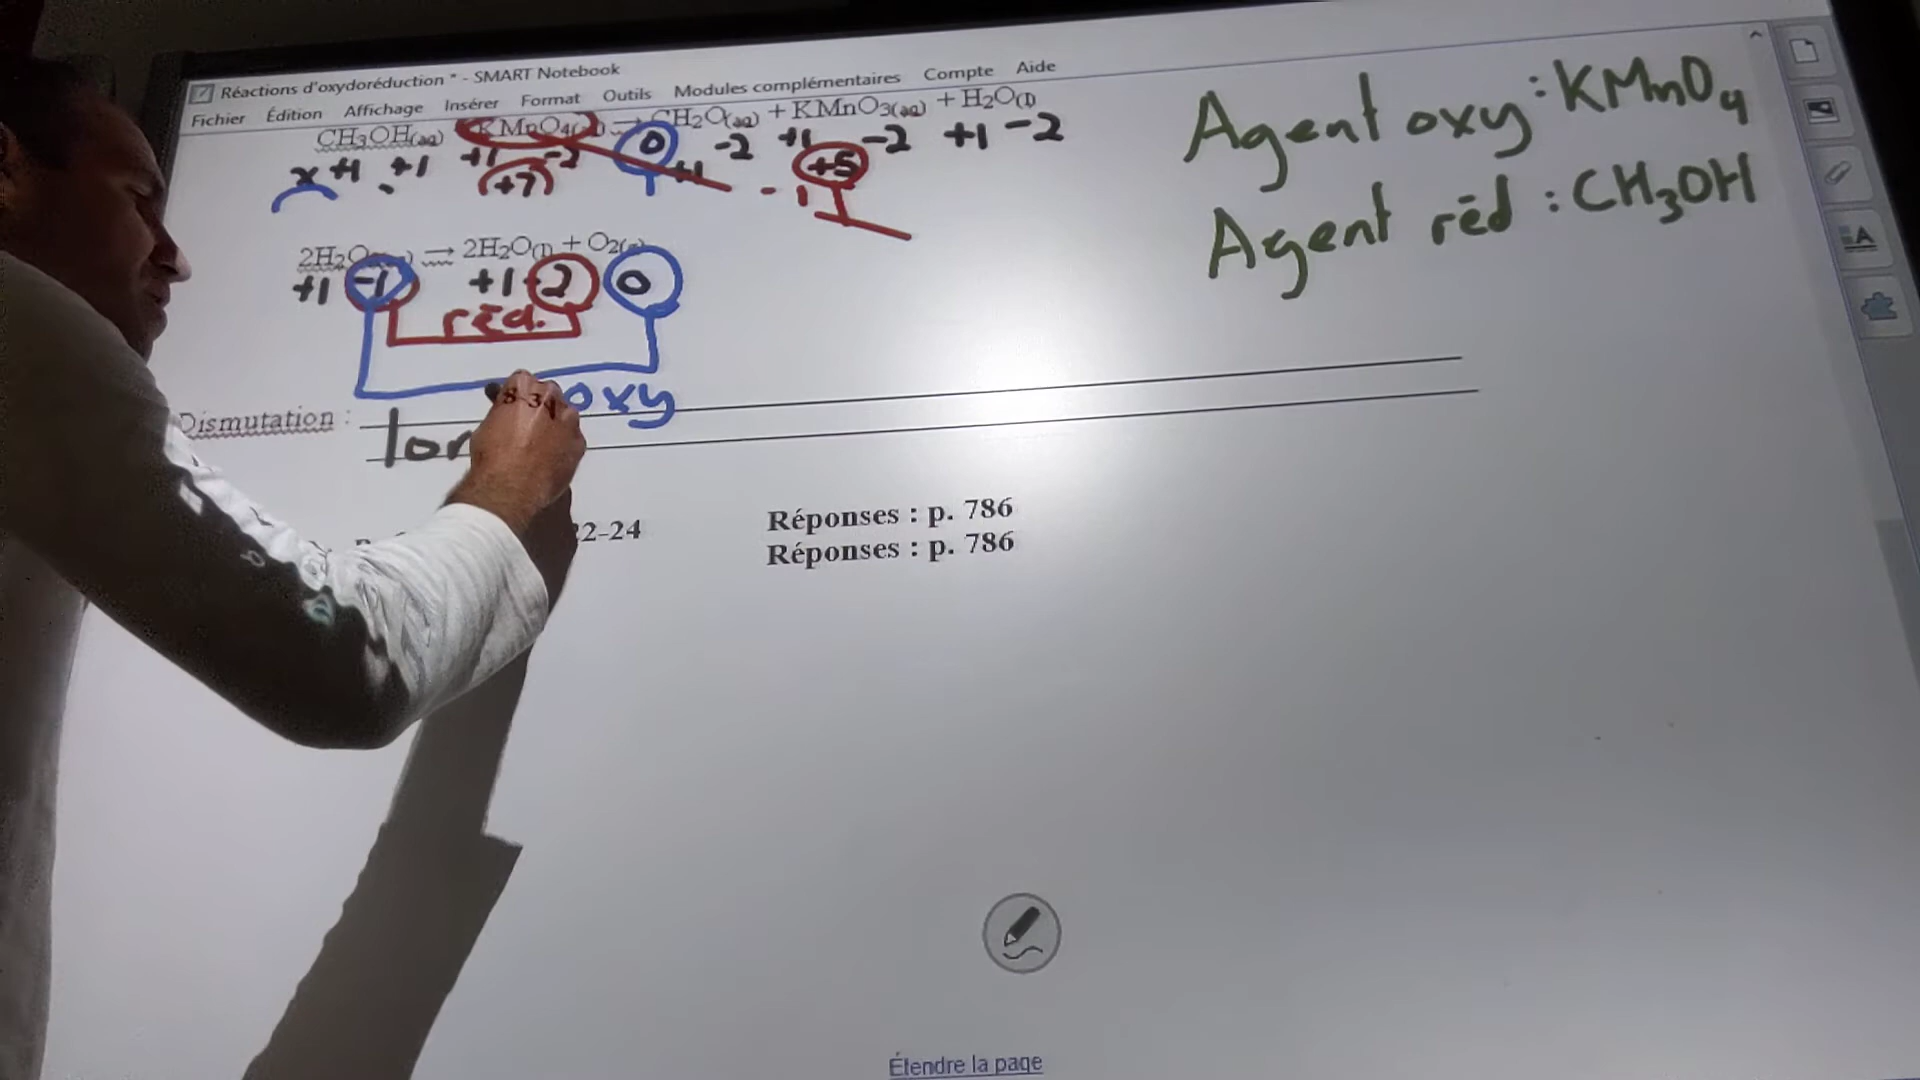 Réactions d'oxydoréduction * - SMART Notebook
Fichier Édition Affichage Insérer Format Outils Modules complémentaires Compte Aide
CH3OH(aq) KMnO4 → CH2O(aq) + KMnO3(aq) + H2O(l)
+1 +1 -2 0 -2 +1 -2 +1 -2
(+7) +5
2H2O → 2H2O(l) + O2
+1 -1 +1 -2 0
réd.
oxy
Dismutation :
22-24 Réponses : p. 786
Réponses : p. 786
Agent oxy : KMnO4
Agent réd : CH3OH
Étendre la page